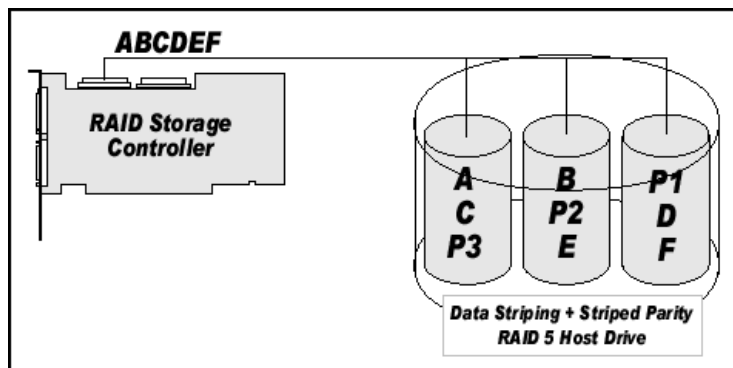 ABCDEF
RAID Storage
Controller
A
C
P3
B
P2
E
P1
D
F
Data Striping + Striped Parity
RAID 5 Host Drive